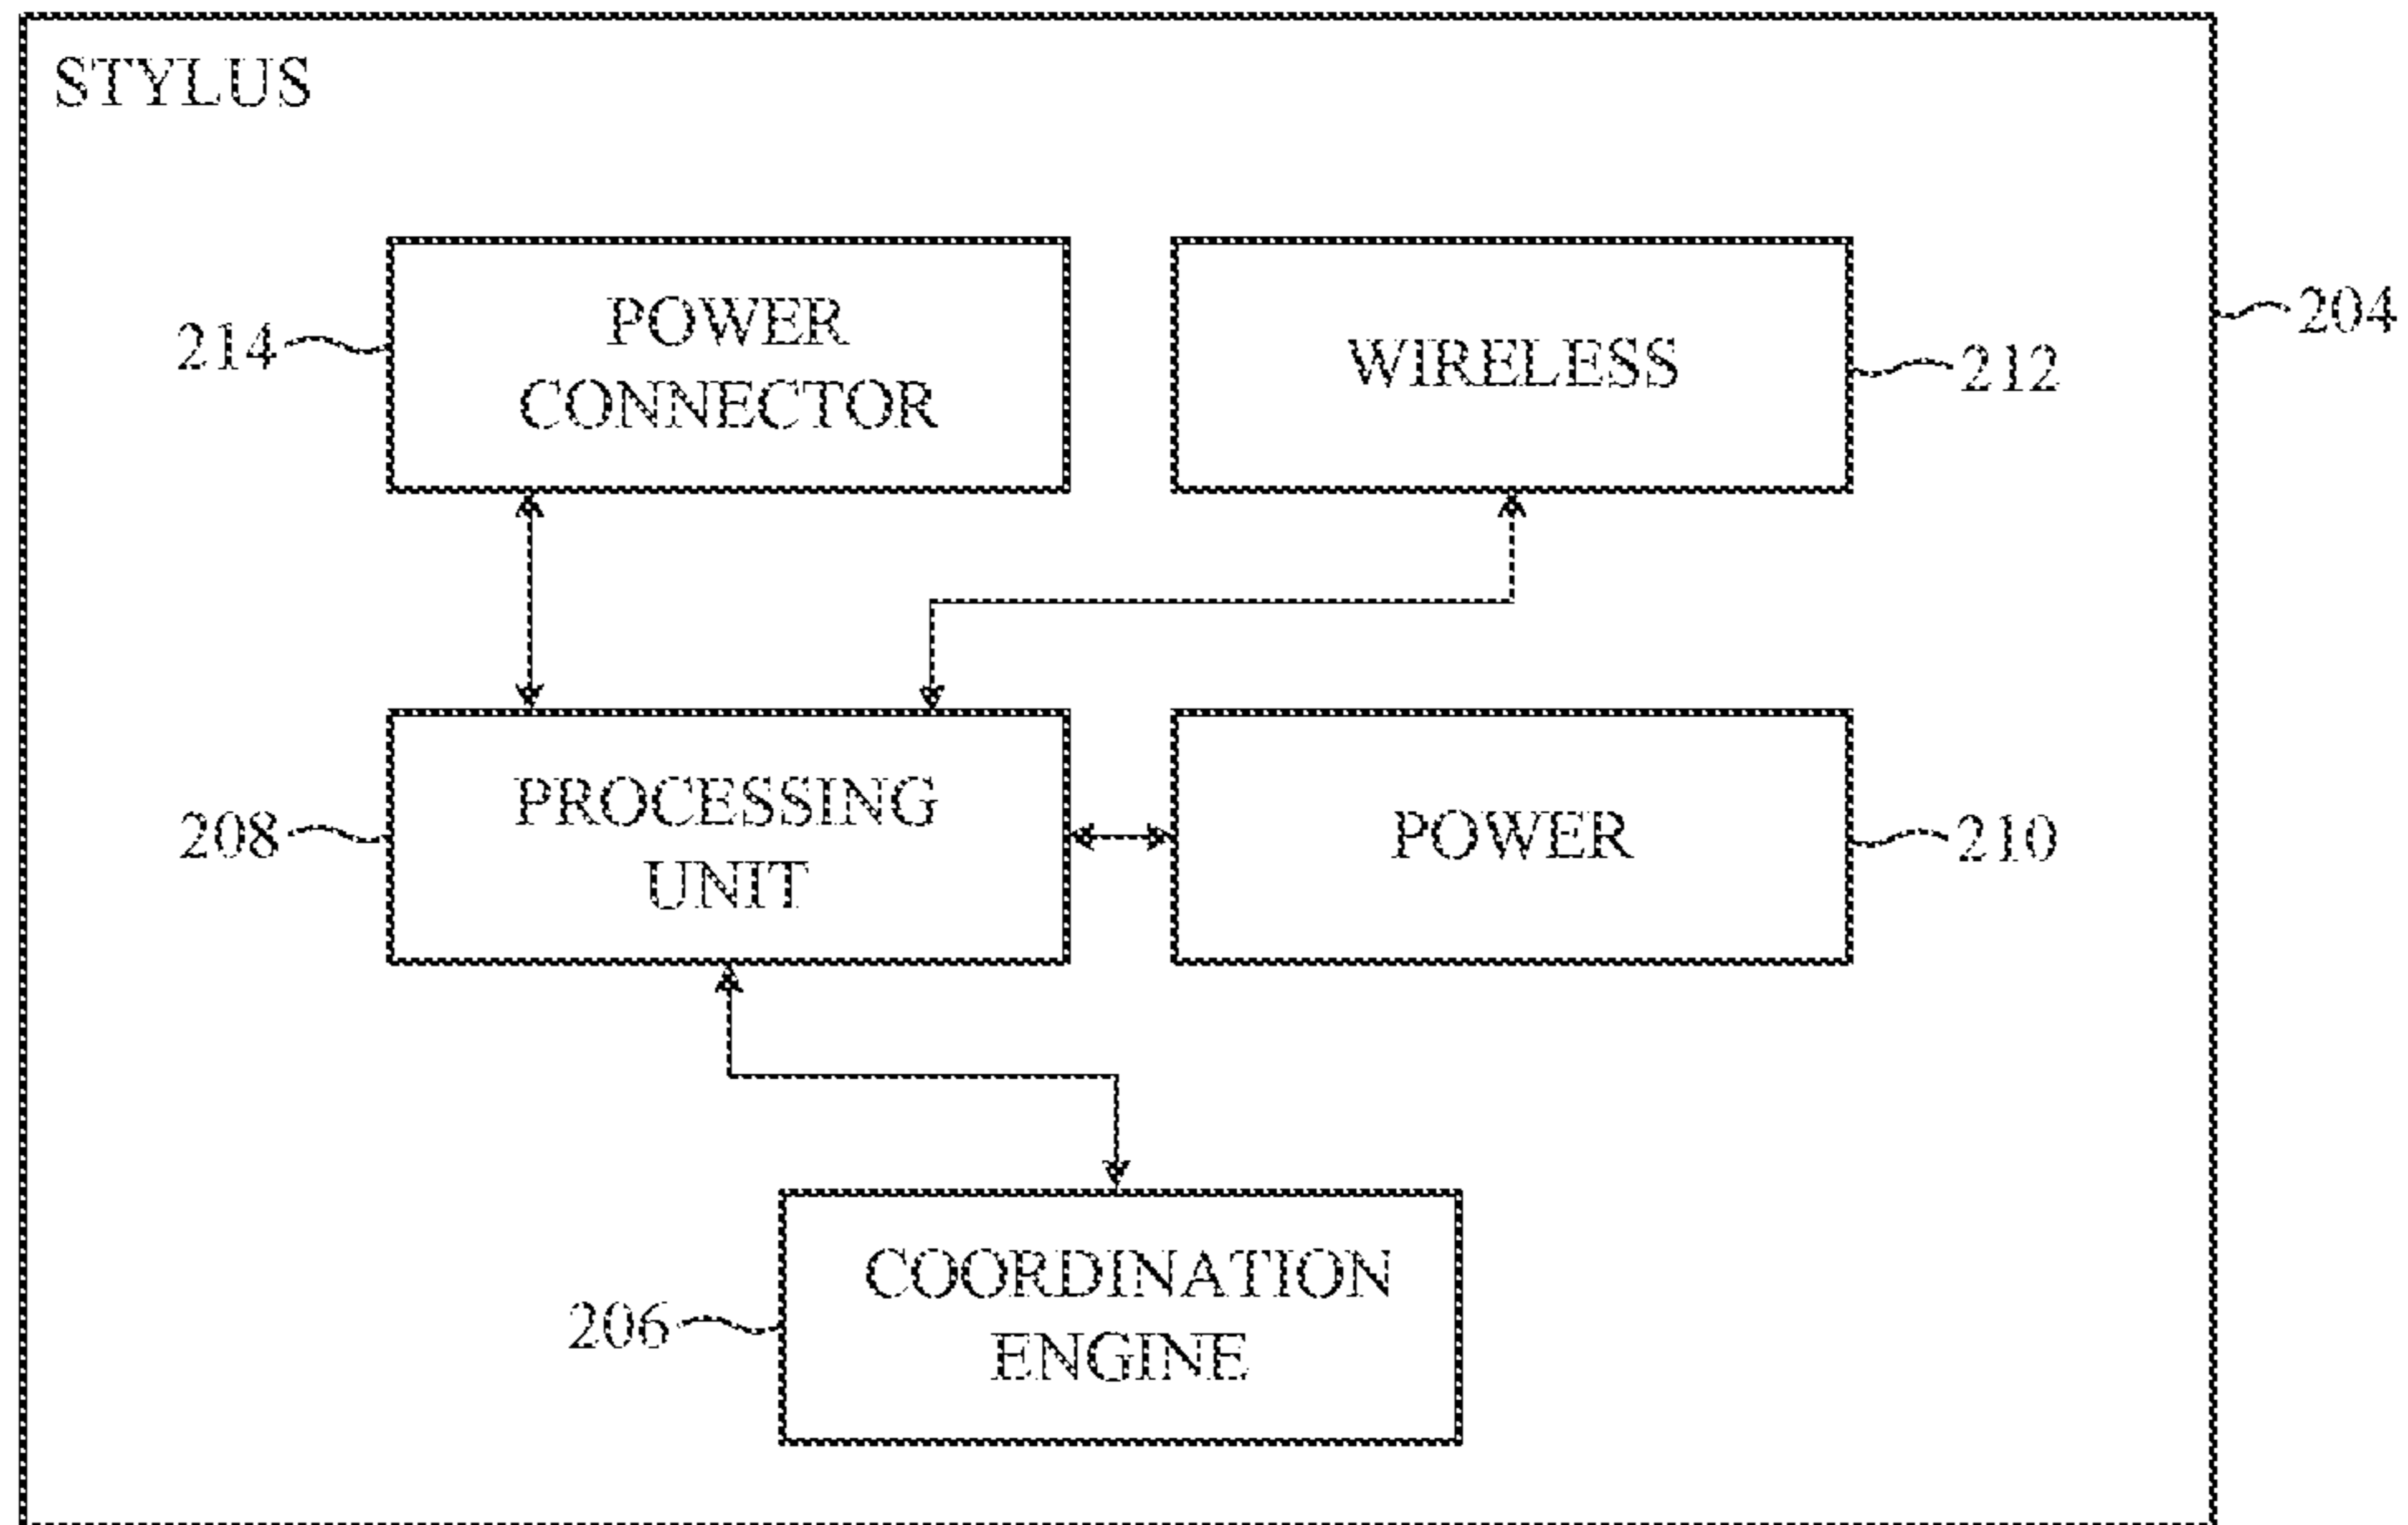 STYLUS
204
214
POWER
CONNECTOR
WIRELESS
212
208
PROCESSING
UNIT
POWER
210
206
COORDINATION
ENGINE